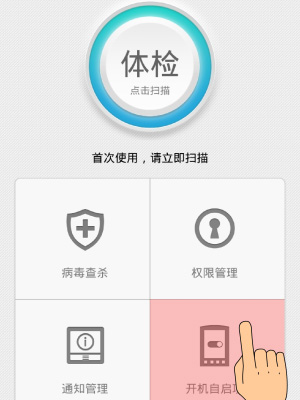 体检
点击扫描
首次使用，请立即扫描
病毒查杀
权限管理
通知管理
开机自启